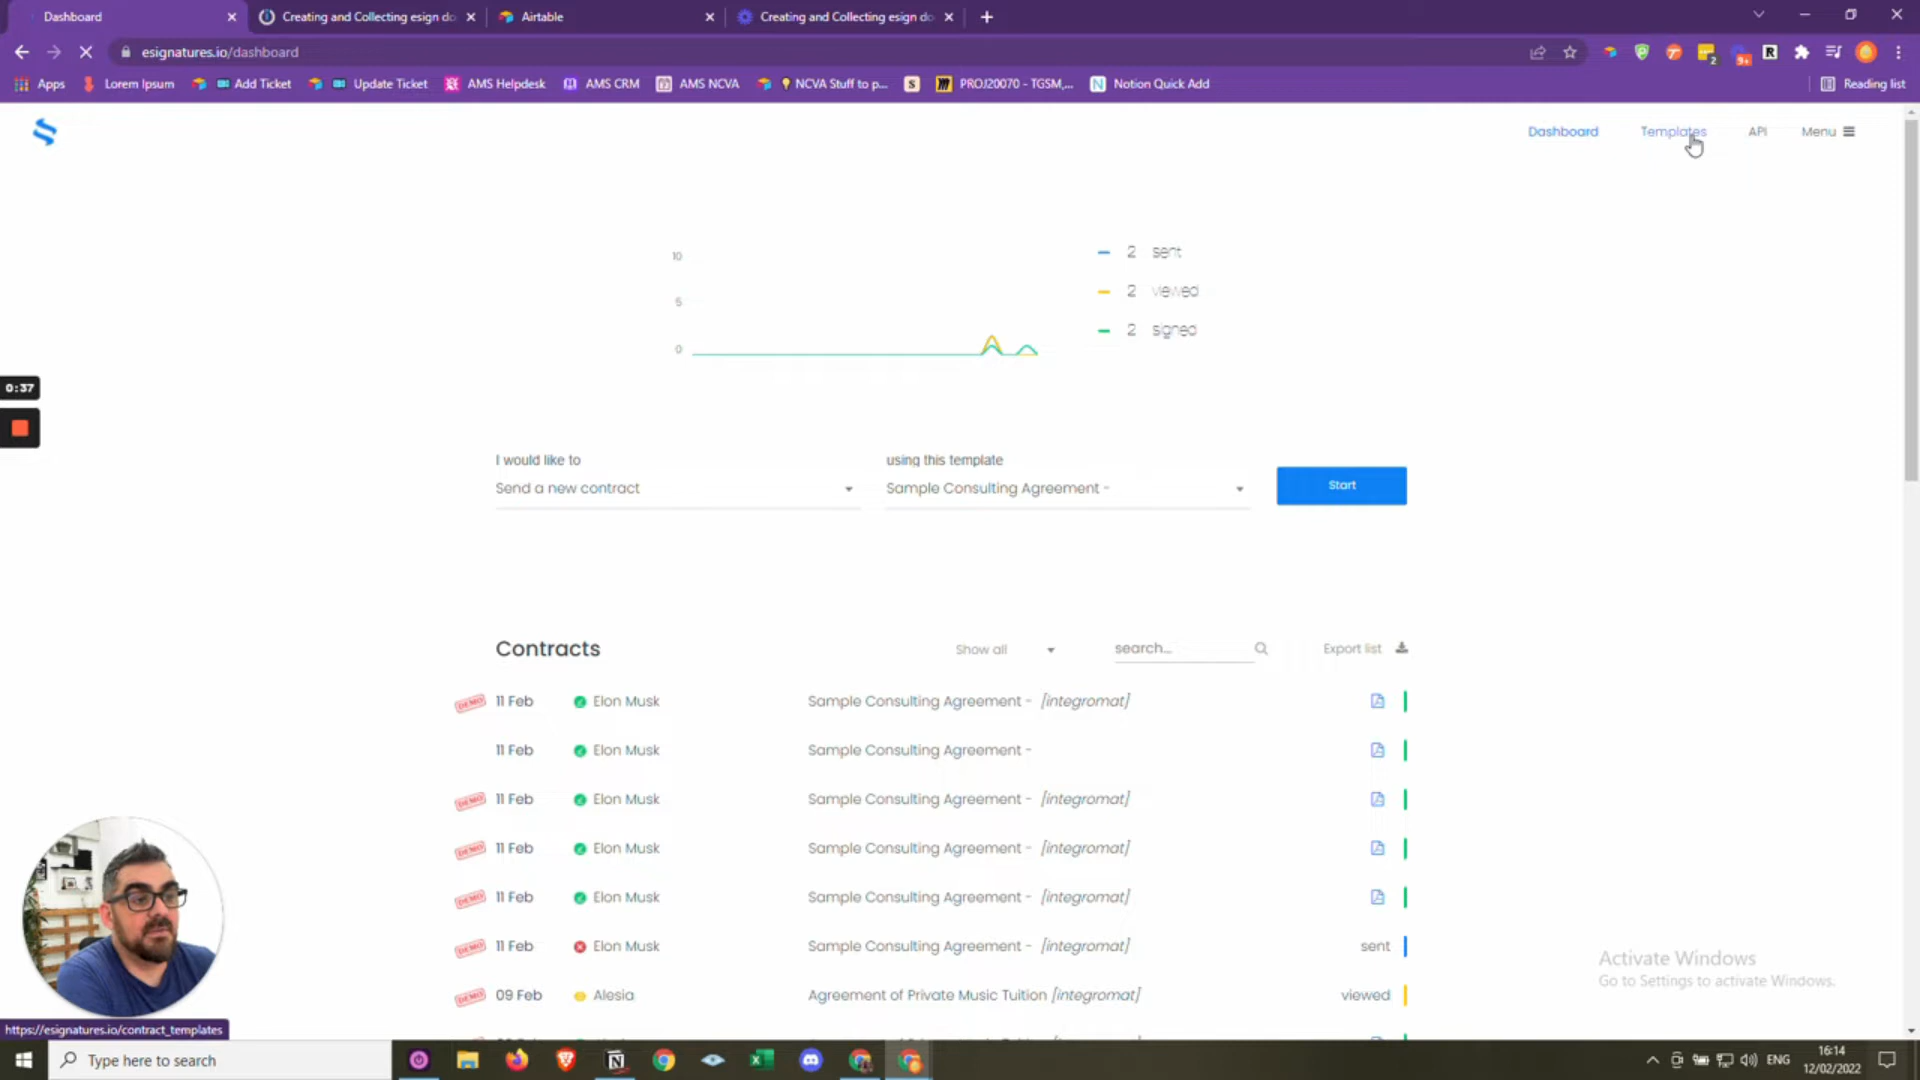 Dashboard
Creating and Collecting esign do
Airtable
Creating and Collecting esign do
esignatures.io/dashboard
2
9+
Apps
Lorem Ipsum
Add Ticket
Update Ticket
AMS Helpdesk
AMS CRM
AMS NCVA
NCVA Stuff to p...
S
PROJ20070 - TGSM,...
Notion Quick Add
Reading list
Dashboard
Templates
API
Menu
10
5
0
2 sent
2 viewed
2 signed
0:37
I would like to
Send a new contract
using this template
Sample Consulting Agreement -
Start
Contracts
Show all
search...
Export list
DEMO 11 Feb Elon Musk Sample Consulting Agreement - [integromat]
11 Feb Elon Musk Sample Consulting Agreement -
DEMO 11 Feb Elon Musk Sample Consulting Agreement - [integromat]
DEMO 11 Feb Elon Musk Sample Consulting Agreement - [integromat]
DEMO 11 Feb Elon Musk Sample Consulting Agreement - [integromat]
DEMO 11 Feb Elon Musk Sample Consulting Agreement - [integromat] sent
DEMO 09 Feb Alesia Agreement of Private Music Tuition [integromat] viewed
Activate Windows
Go to Settings to activate Windows.
https://esignatures.io/contract_templates
Type here to search
ENG
16:14
12/02/2022